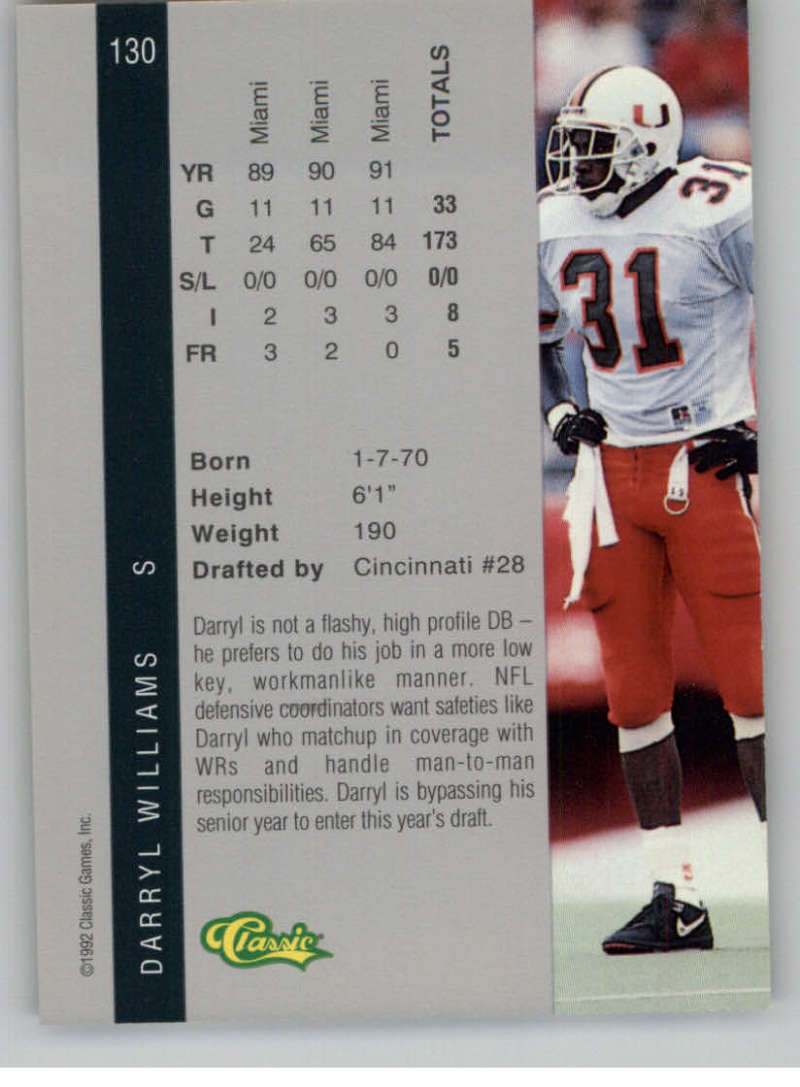 130
Miami Miami Miami TOTALS
YR 89 90 91
G 11 11 11 33
T 24 65 84 173
S/L 0/0 0/0 0/0 0/0
I 2 3 3 8
FR 3 2 0 5
Born 1-7-70
Height 6'1"
Weight 190
Drafted by Cincinnati #28
Darryl is not a flashy, high profile DB –
he prefers to do his job in a more low
key, workmanlike manner. NFL
defensive coordinators want safeties like
Darryl who matchup in coverage with
WRs and handle man-to-man
responsibilities. Darryl is bypassing his
senior year to enter this year's draft.
DARRYL WILLIAMS S
©1992 Classic Games, Inc.
Classic
U
31
31